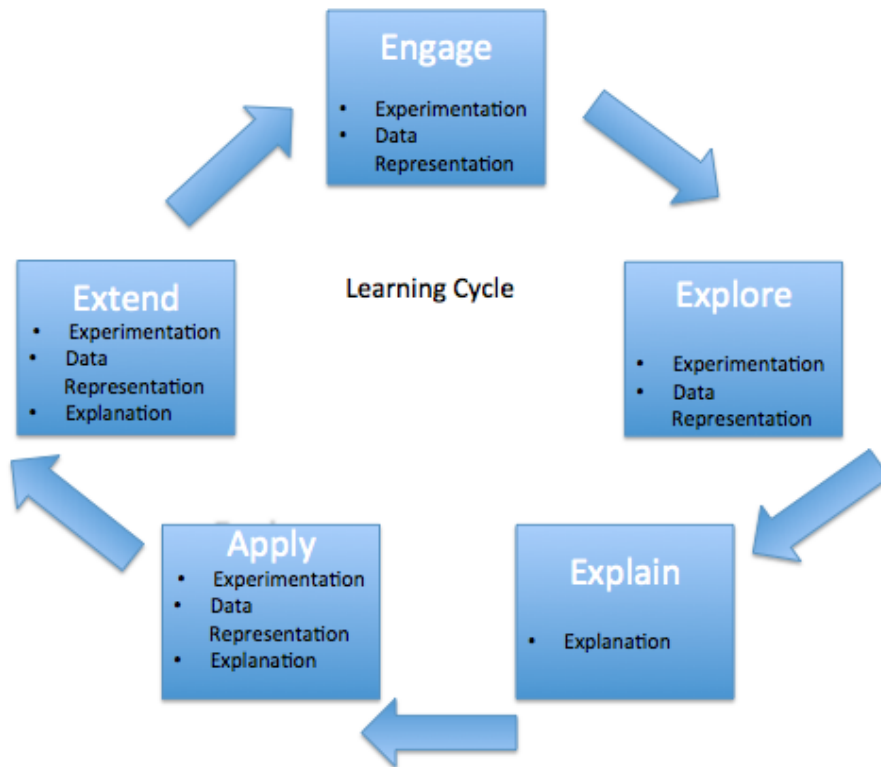 Engage
• Experimentation
• Data
Representation
Learning Cycle
Explore
• Experimentation
• Data
Representation
Explain
• Explanation
Apply
• Experimentation
• Data
Representation
• Explanation
Extend
• Experimentation
• Data
Representation
• Explanation